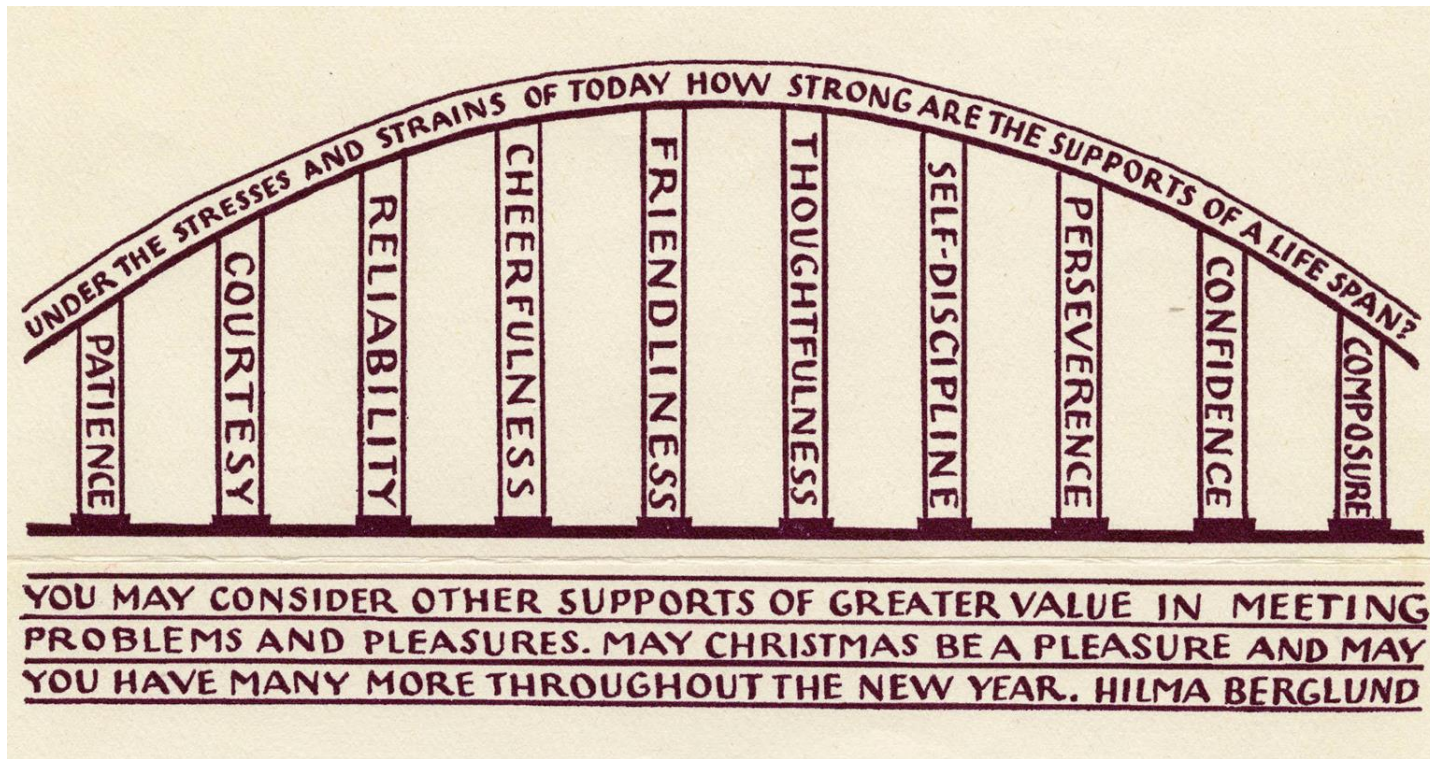 UNDER THE STRESSES AND STRAINS OF TODAY HOW STRONG ARE THE SUPPORTS OF A LIFE SPAN?
PATIENCE
COURTESY
RELIABILITY
CHEERFULNESS
FRIENDLINESS
THOUGHTFULNESS
SELF-DISCIPLINE
PERSEVERENCE
CONFIDENCE
COMPOSURE
YOU MAY CONSIDER OTHER SUPPORTS OF GREATER VALUE IN MEETING
PROBLEMS AND PLEASURES. MAY CHRISTMAS BE A PLEASURE AND MAY
YOU HAVE MANY MORE THROUGHOUT THE NEW YEAR. HILMA BERGLUND